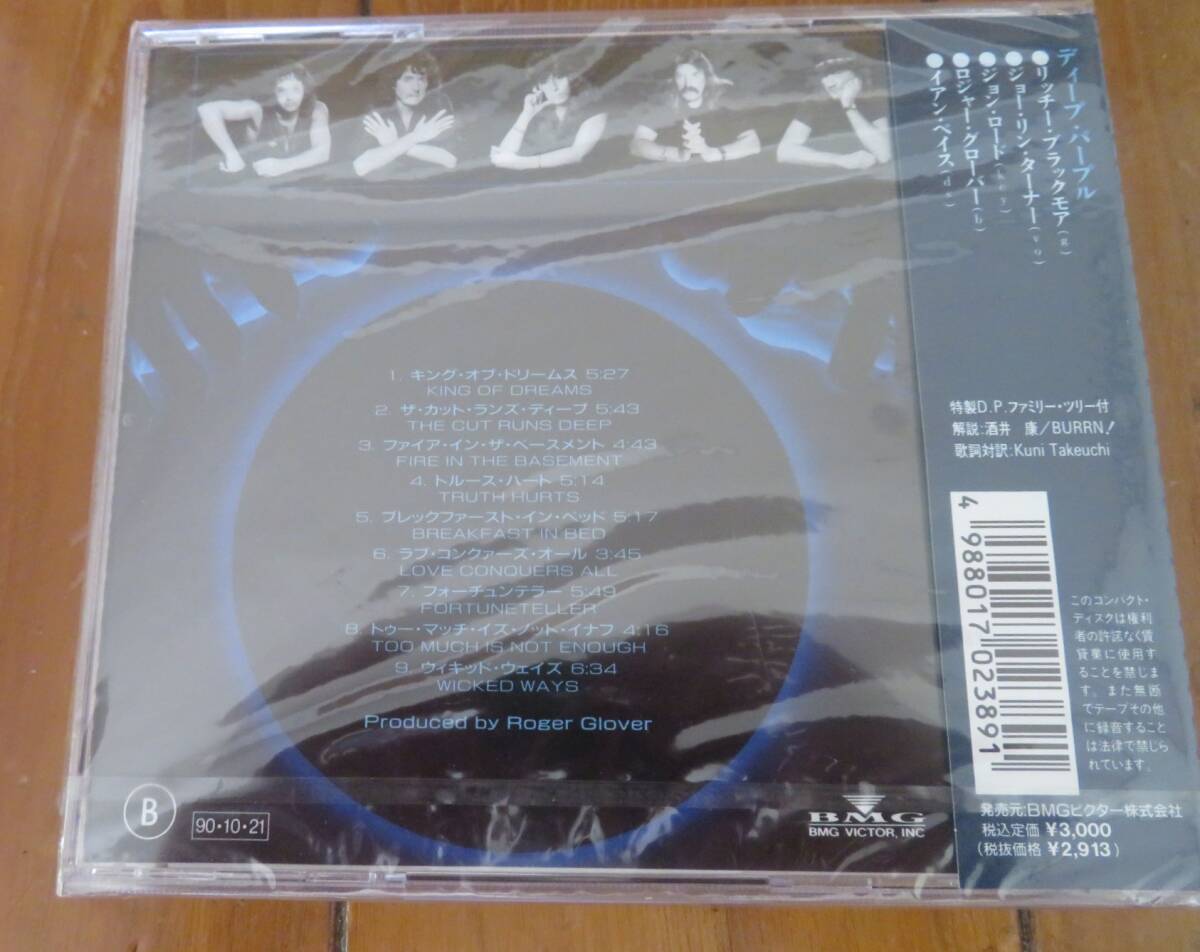 ディープ・パープル
●リッチー・ブラックモア(g)
●ジョー・リン・ターナー(vo)
●ジョン・ロード(key)
●ロジャー・グローバー(b)
●イアン・ペイス(ds)
1. キング・オブ・ドリームス 5:27
KING OF DREAMS
2. ザ・カット・ランズ・ディープ 5:43
THE CUT RUNS DEEP
3. ファイア・イン・ザ・ベースメント 4:43
FIRE IN THE BASEMENT
4. トルース・ハート 5:14
TRUTH HURTS
5. ブレックファースト・イン・ベッド 5:17
BREAKFAST IN BED
6. ラブ・コンクァーズ・オール 3:45
LOVE CONQUERS ALL
7. フォーチュンテラー 5:49
FORTUNETELLER
8. トゥー・マッチ・イズ・ノット・イナフ 4:16
TOO MUCH IS NOT ENOUGH
9. ウィキット・ウェイズ 6:34
WICKED WAYS
Produced by Roger Glover
B
90・10・21
BMG
BMG VICTOR, INC
特製D.P.ファミリー・ツリー付
解説:酒井 康/BURRN!
歌詞対訳:Kuni Takeuchi
4 988017 023891
このコンパクト・
ディスクは権利
者の許諾なく賃
貸業に使用す
ることを禁じま
す。また無断
でテープその他
に録音すること
は法律で禁じら
れています。
発売元:BMGビクター株式会社
税込定価 ¥3,000
(税抜価格 ¥2,913)